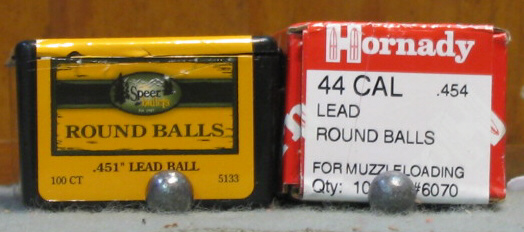 Speer
ROUND BALLS
.451" LEAD BALL
100 CT 5133
Hornady
44 CAL .454
LEAD
ROUND BALLS
FOR MUZZLELOADING
Qty: #6070